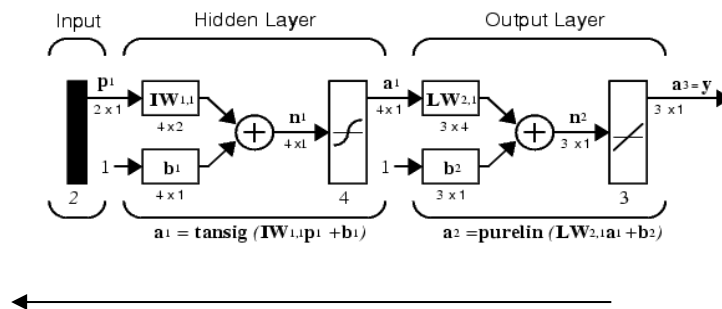 Input Hidden Layer Output Layer
p1 a1 a3 = y
IW1,1 LW2,1
2 x 1 n1 4 x 1 n2 3 x 1
4 x 2 4 x1 3 x 4 3 x 1
1 b1 1 b2
2 4 x 1 4 3 x 1 3
a1 = tansig (IW1,1p1 +b1) a2 =purelin (LW2,1a1 +b2)